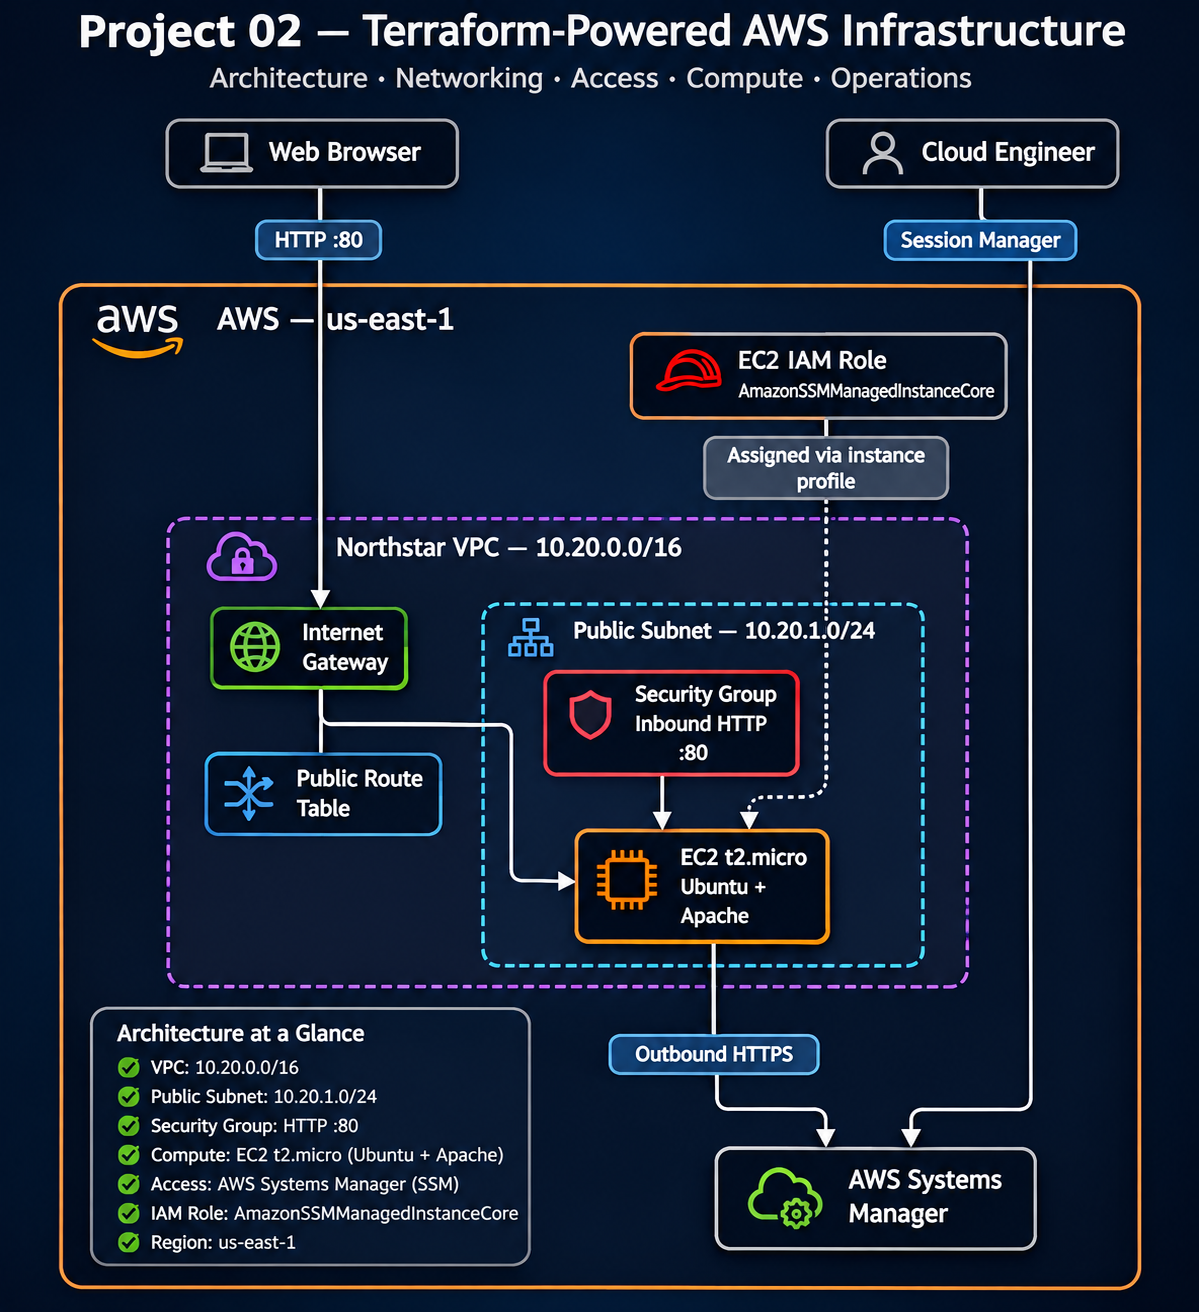 Project 02 — Terraform-Powered AWS Infrastructure
Architecture • Networking • Access • Compute • Operations
Web Browser
Cloud Engineer
HTTP :80
Session Manager
aws
AWS — us-east-1
EC2 IAM Role
AmazonSSMManagedInstanceCore
Assigned via instance
profile
Northstar VPC — 10.20.0.0/16
Internet
Gateway
Public Subnet — 10.20.1.0/24
Security Group
Inbound HTTP
:80
Public Route
Table
EC2 t2.micro
Ubuntu +
Apache
Outbound HTTPS
AWS Systems
Manager
Architecture at a Glance
VPC: 10.20.0.0/16
Public Subnet: 10.20.1.0/24
Security Group: HTTP :80
Compute: EC2 t2.micro (Ubuntu + Apache)
Access: AWS Systems Manager (SSM)
IAM Role: AmazonSSMManagedInstanceCore
Region: us-east-1